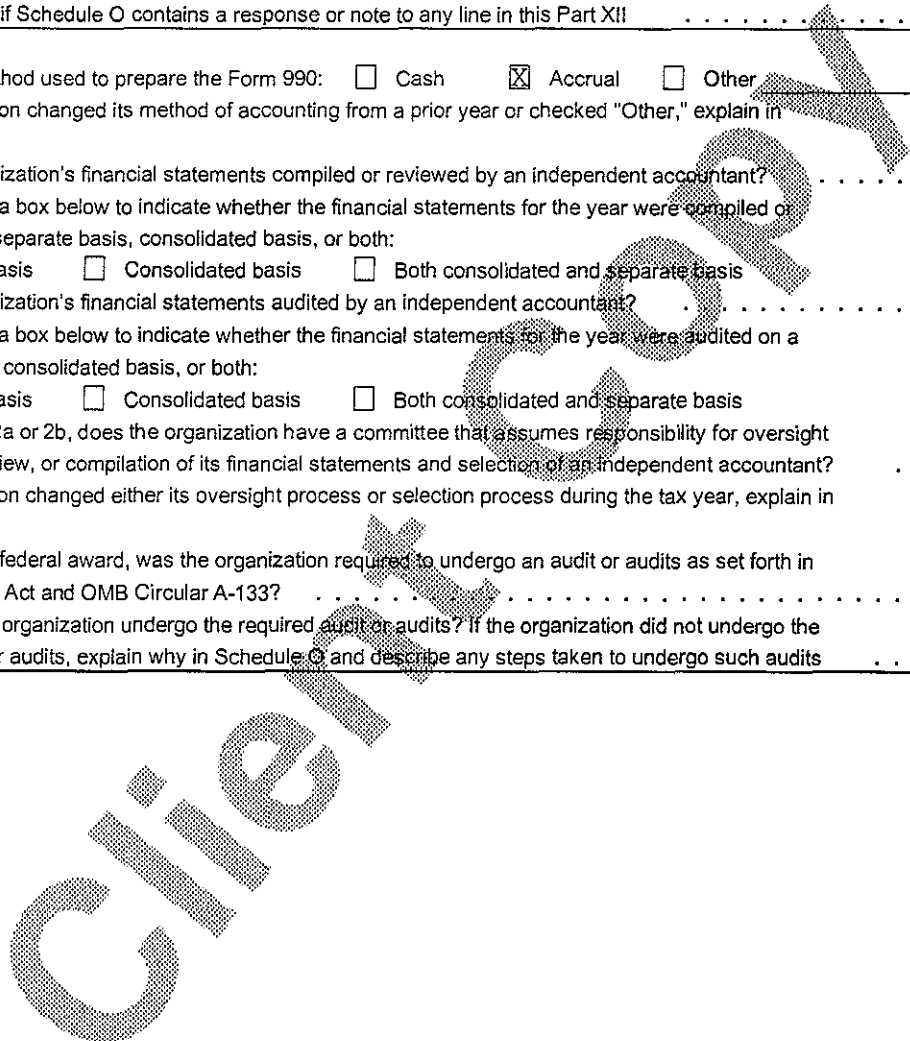 if Schedule O contains a response or note to any line in this Part XII . . . . . . . . . . . .
hod used to prepare the Form 990: ☐ Cash ☒ Accrual ☐ Other
on changed its method of accounting from a prior year or checked "Other," explain in
ization's financial statements compiled or reviewed by an independent accountant? . . . . .
a box below to indicate whether the financial statements for the year were compiled or
separate basis, consolidated basis, or both:
asis ☐ Consolidated basis ☐ Both consolidated and separate basis
ization's financial statements audited by an independent accountant? . . . . . . . . . . . .
a box below to indicate whether the financial statements for the year were audited on a
consolidated basis, or both:
asis ☐ Consolidated basis ☐ Both consolidated and separate basis
2a or 2b, does the organization have a committee that assumes responsibility for oversight
iew, or compilation of its financial statements and selection of an independent accountant? .
on changed either its oversight process or selection process during the tax year, explain in
federal award, was the organization required to undergo an audit or audits as set forth in
Act and OMB Circular A-133? . . . . . . . . . . . . . . . . . . . . . . . . . . . . . .
organization undergo the required audit or audits? If the organization did not undergo the
r audits, explain why in Schedule O and describe any steps taken to undergo such audits . .
Client Copy